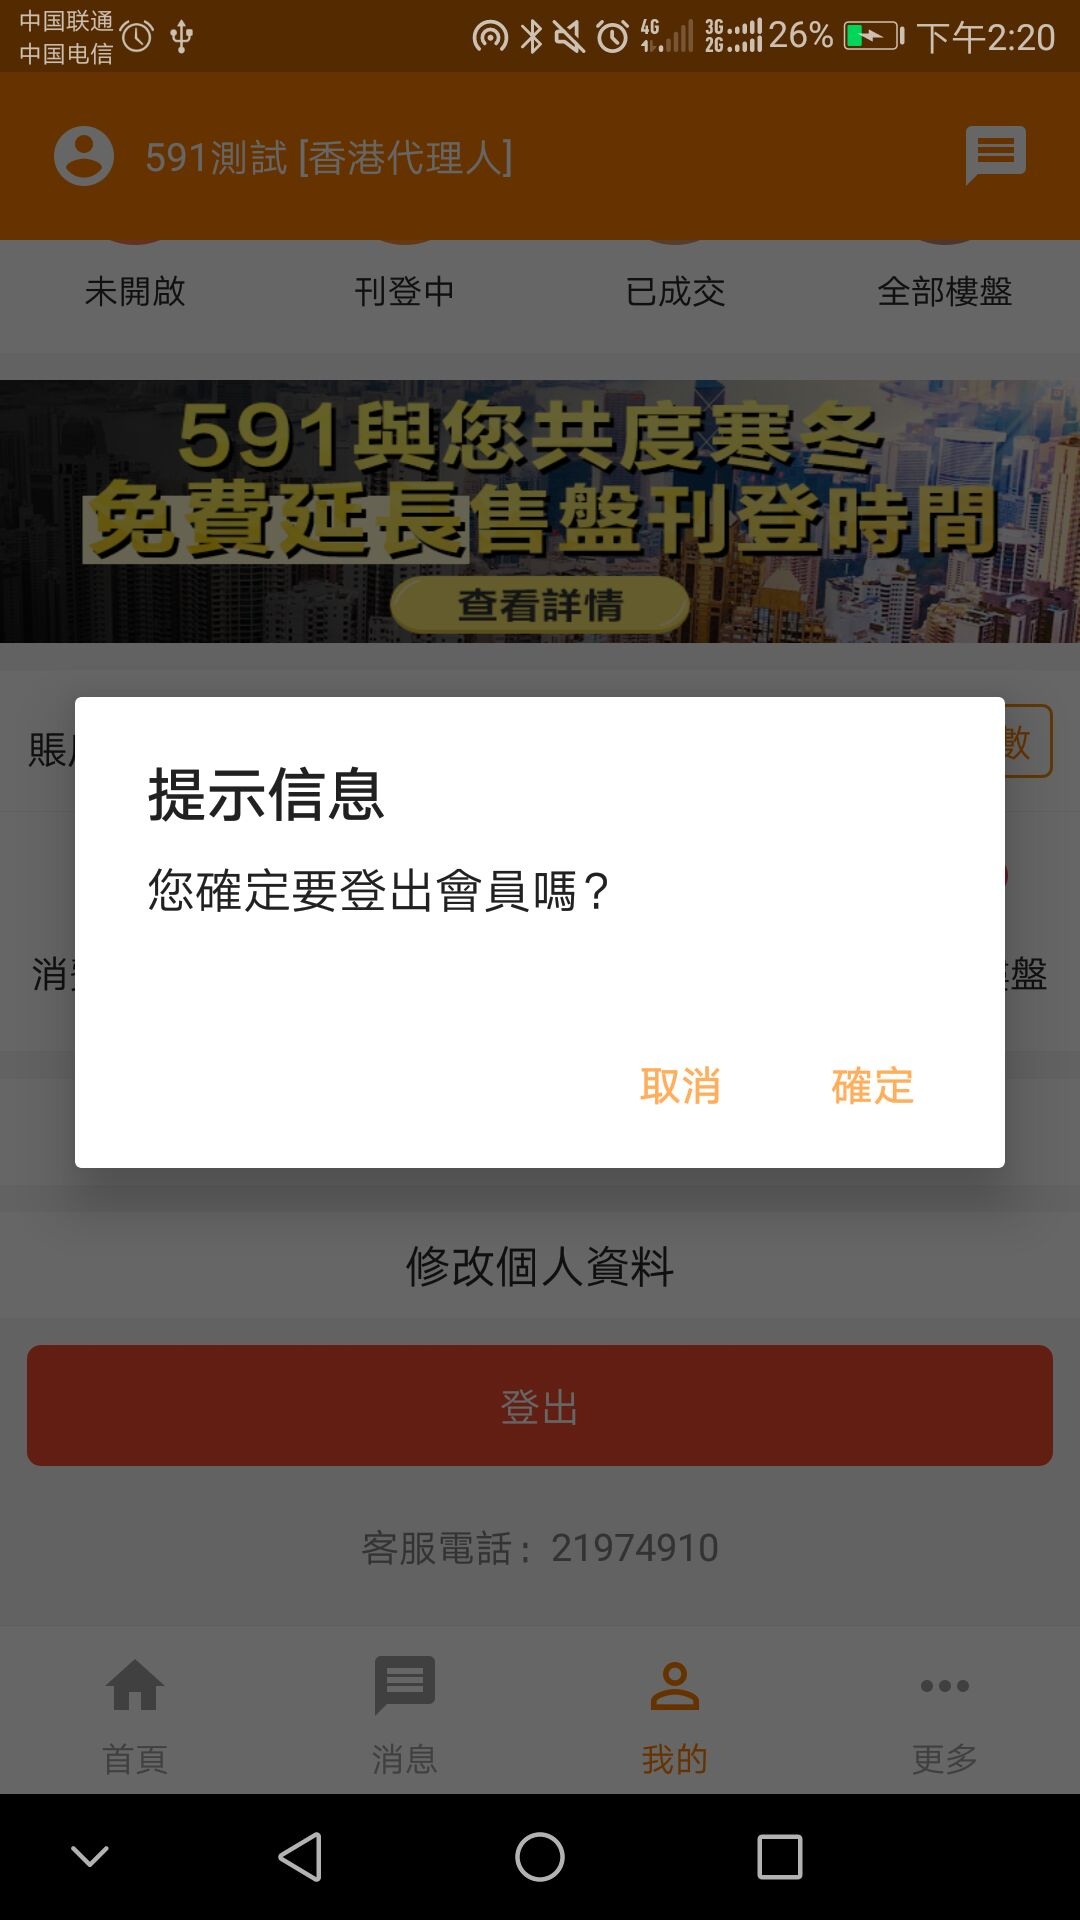 中国联通
中国电信
4G 3G 2G 26% 下午2:20
591測試 [香港代理人]
未開啟 刊登中 已成交 全部樓盤
591與您共度寒冬
免費延長售盤刊登時間
查看詳情
賬 數
提示信息
您確定要登出會員嗎?
消 盤
取消 確定
修改個人資料
登出
客服電話: 21974910
首頁 消息 我的 更多